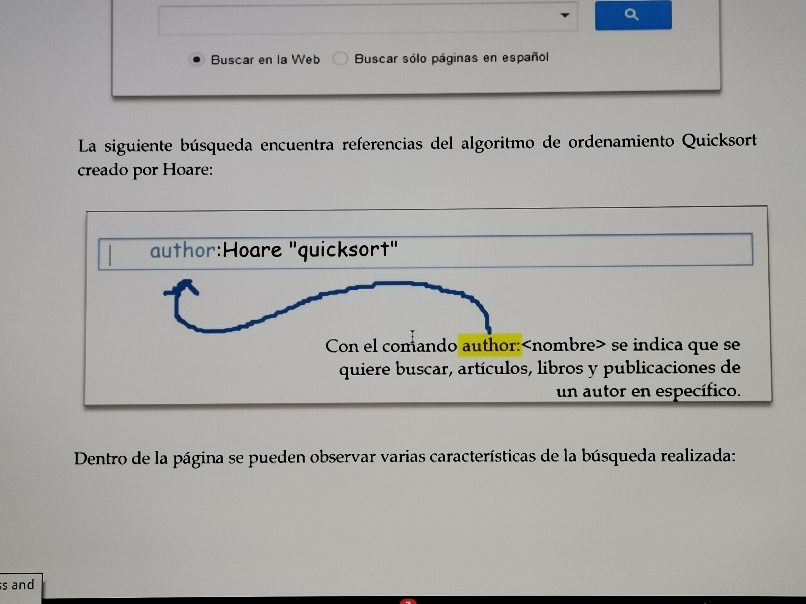 Buscar en la Web Buscar sólo páginas en español
La siguiente búsqueda encuentra referencias del algoritmo de ordenamiento Quicksort
creado por Hoare:
author:Hoare "quicksort"
Con el comando author:<nombre> se indica que se
quiere buscar, artículos, libros y publicaciones de
un autor en específico.
Dentro de la página se pueden observar varias características de la búsqueda realizada:
ss and